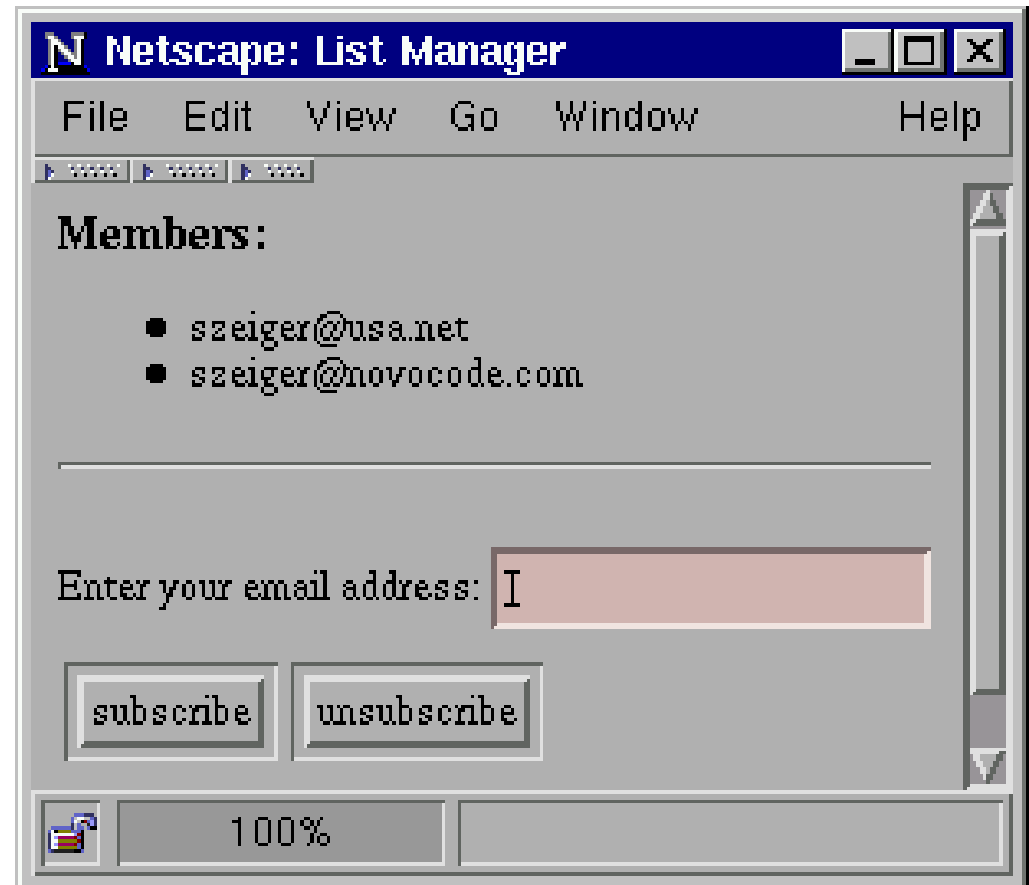 N Netscape: List Manager
File Edit View Go Window Help
Members:
szeiger@usa.net
szeiger@novocode.com
Enter your email address:
subscribe unsubscribe
100%